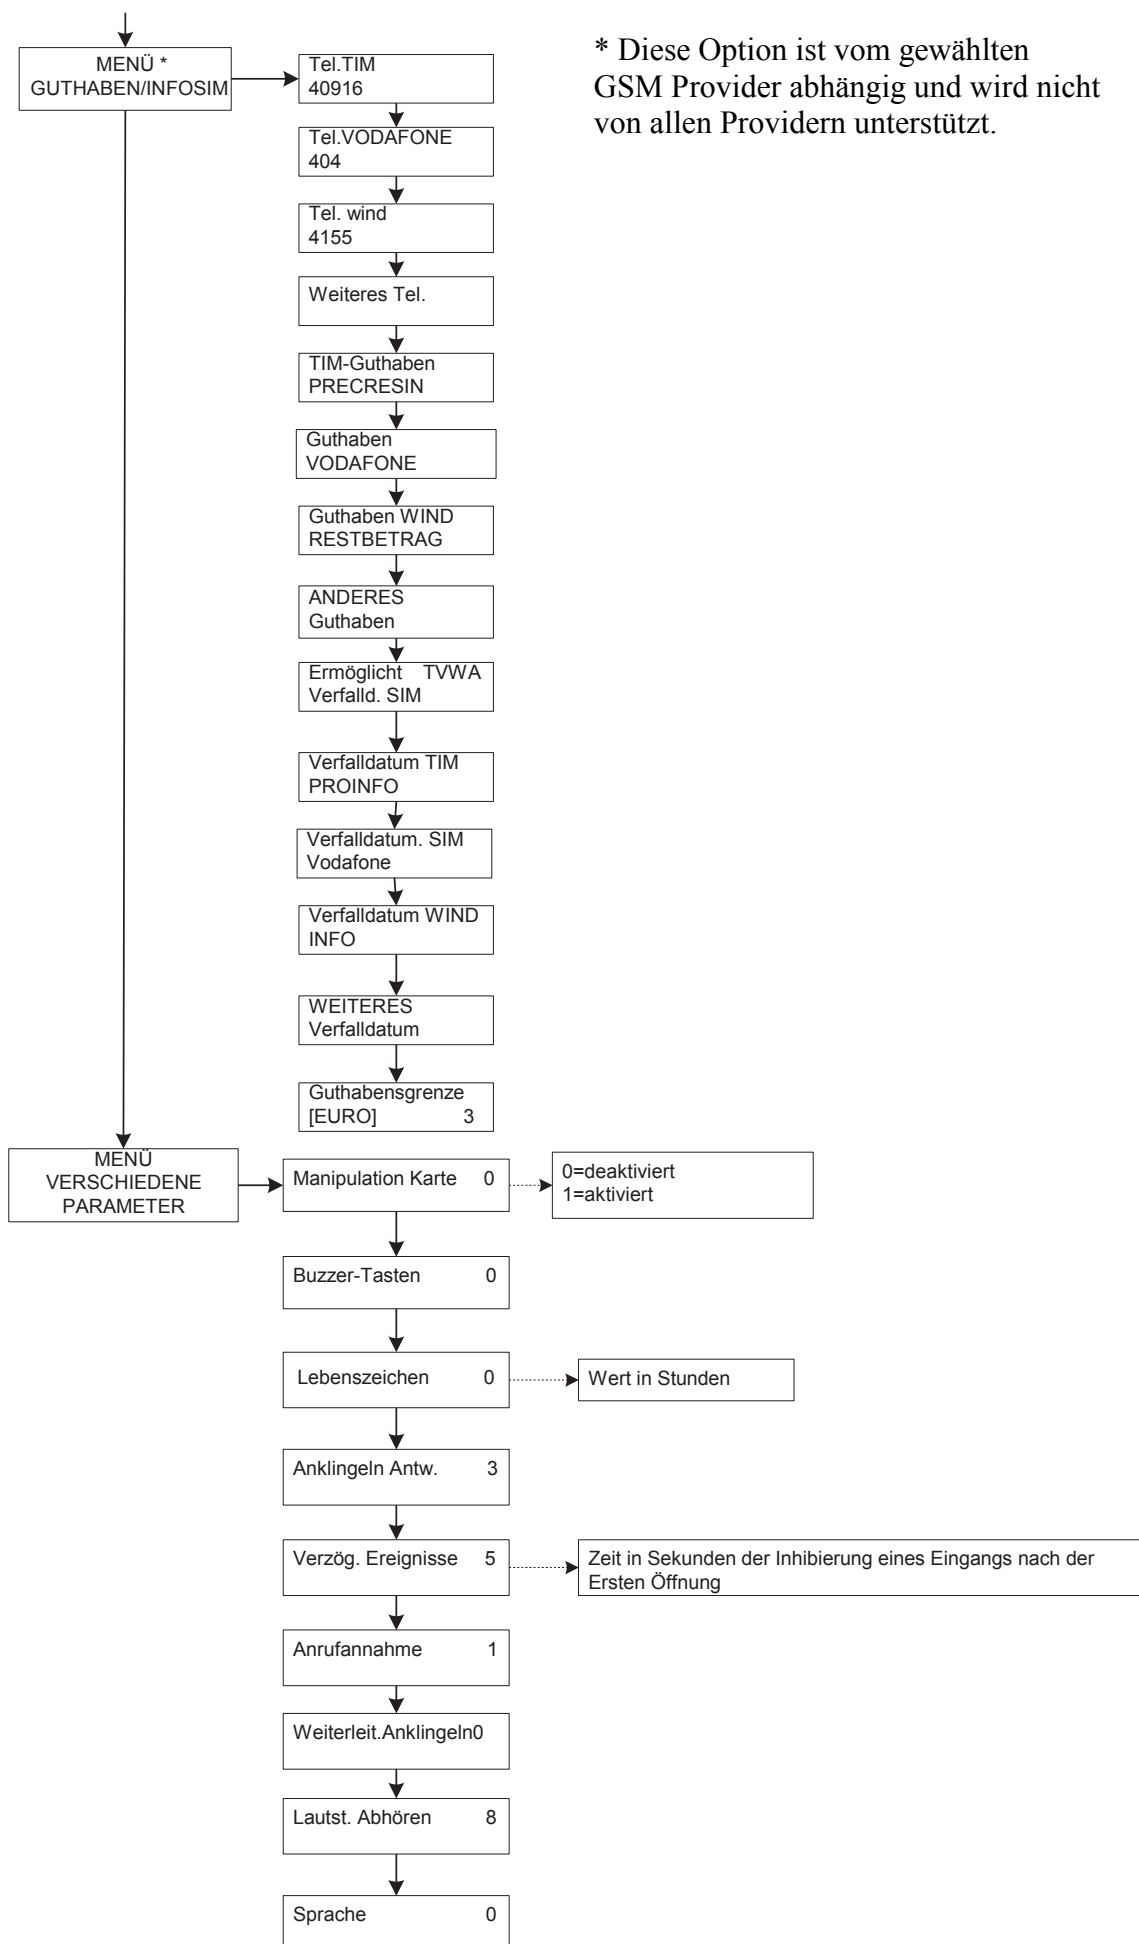 MENÜ *
GUTHABEN/INFOSIM
* Diese Option ist vom gewählten
GSM Provider abhängig und wird nicht
von allen Providern unterstützt.
Tel.TIM
40916
Tel.VODAFONE
404
Tel. wind
4155
Weiteres Tel.
TIM-Guthaben
PRECRESIN
Guthaben
VODAFONE
Guthaben WIND
RESTBETRAG
ANDERES
Guthaben
Ermöglicht TVWA
Verfalld. SIM
Verfalldatum TIM
PROINFO
Verfalldatum. SIM
Vodafone
Verfalldatum WIND
INFO
WEITERES
Verfalldatum
Guthabensgrenze
[EURO] 3
MENÜ
VERSCHIEDENE
PARAMETER
Manipulation Karte 0
0=deaktiviert
1=aktiviert
Buzzer-Tasten 0
Lebenszeichen 0
Wert in Stunden
Anklingeln Antw. 3
Verzög. Ereignisse 5
Zeit in Sekunden der Inhibierung eines Eingangs nach der
Ersten Öffnung
Anrufannahme 1
Weiterleit.Anklingeln0
Lautst. Abhören 8
Sprache 0